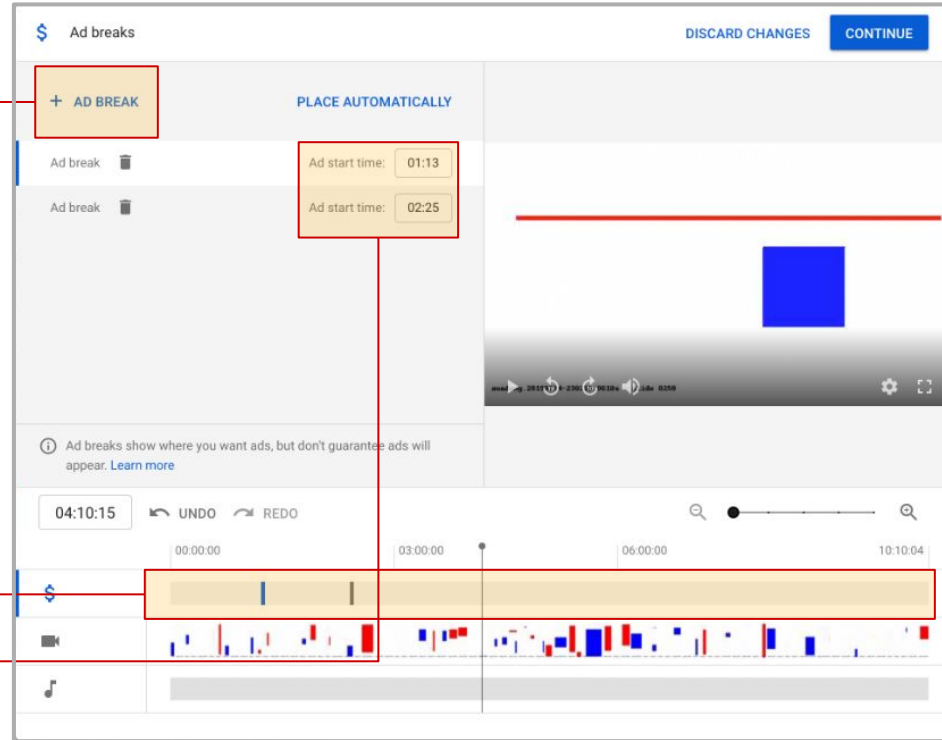 $ Ad breaks
DISCARD CHANGES
CONTINUE
+ AD BREAK
PLACE AUTOMATICALLY
Ad break
Ad start time: 01:13
Ad break
Ad start time: 02:25
Ad breaks show where you want ads, but don't guarantee ads will
appear. Learn more
04:10:15
UNDO
REDO
00:00:00
03:00:00
06:00:00
10:10:04
$